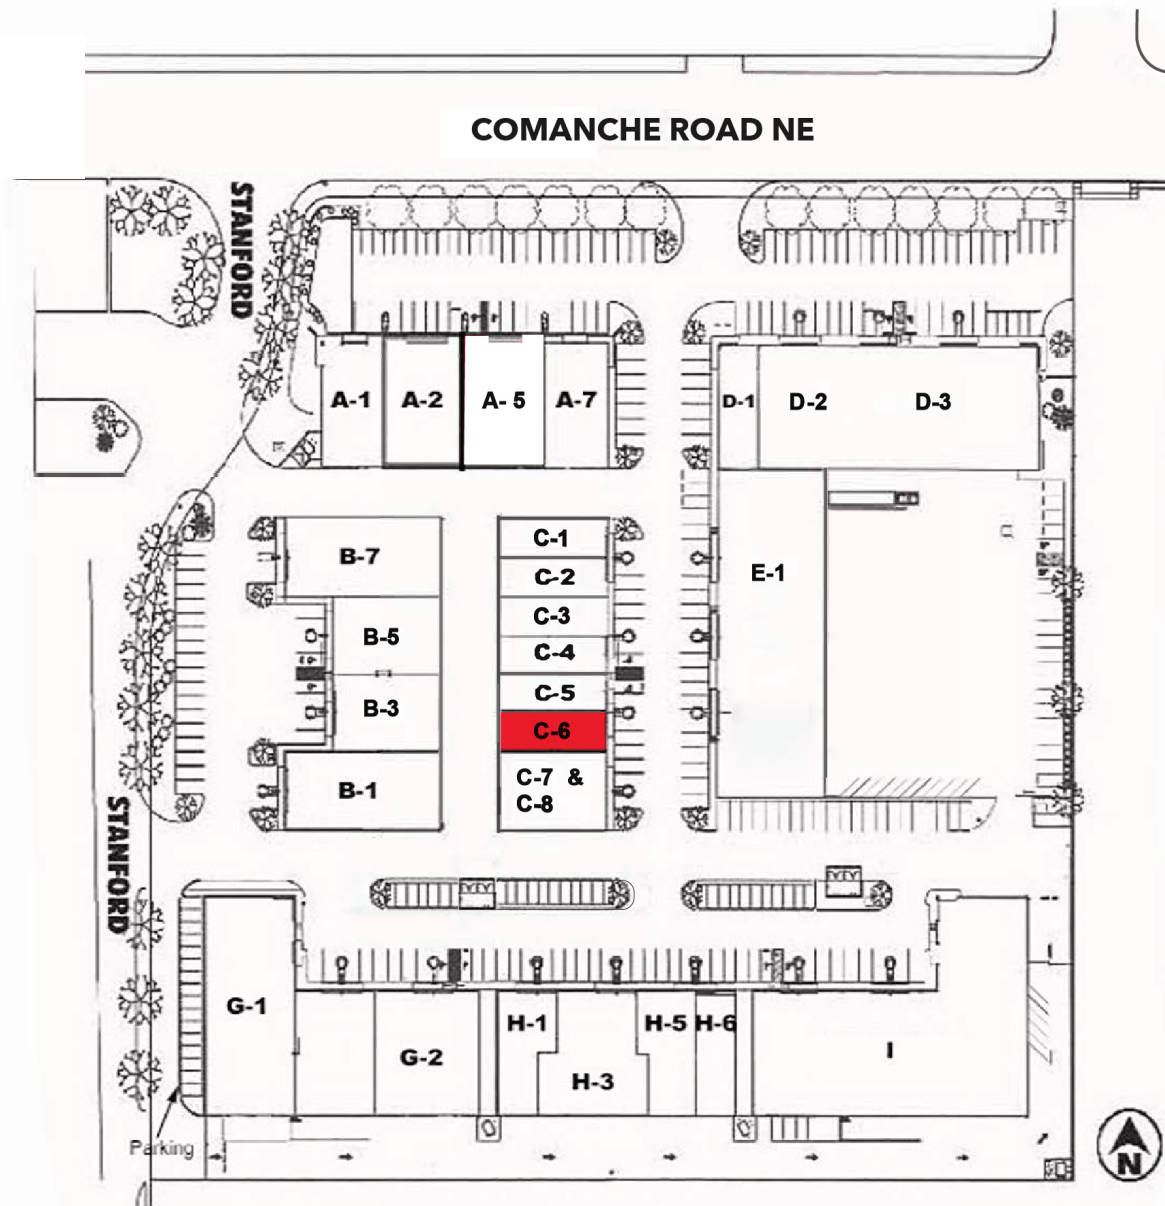 COMANCHE ROAD NE
STANFORD
A-1
A-2
A- 5
A-7
D-1
D-2
D-3
B-7
C-1
C-2
E-1
C-3
B-5
C-4
C-5
B-3
C-6
C-7 &
C-8
B-1
STANFORD
G-1
H-1
H-5
H-6
G-2
H-3
I
Parking
N